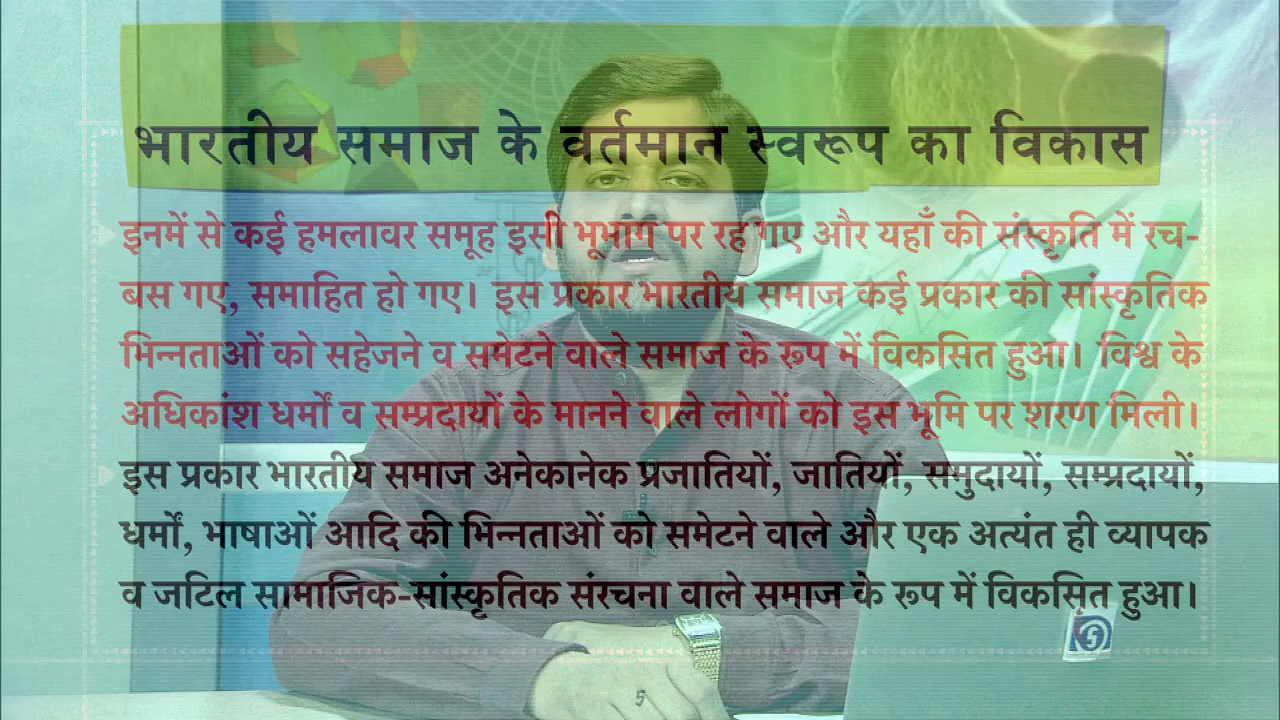 भारतीय समाज के वर्तमान स्वरूप का विकास
इनमें से कई हमलावर समूह इसी भूभाग पर रह गए और यहाँ की संस्कृति में रच-
बस गए, समाहित हो गए। इस प्रकार भारतीय समाज कई प्रकार की सांस्कृतिक
भिन्नताओं को सहेजने व समेटने वाले समाज के रूप में विकसित हुआ। विश्व के
अधिकांश धर्मों व सम्प्रदायों के मानने वाले लोगों को इस भूमि पर शरण मिली।
इस प्रकार भारतीय समाज अनेकानेक प्रजातियों, जातियों, समुदायों, सम्प्रदायों,
धर्मों, भाषाओं आदि की भिन्नताओं को समेटने वाले और एक अत्यंत ही व्यापक
व जटिल सामाजिक-सांस्कृतिक संरचना वाले समाज के रूप में विकसित हुआ।